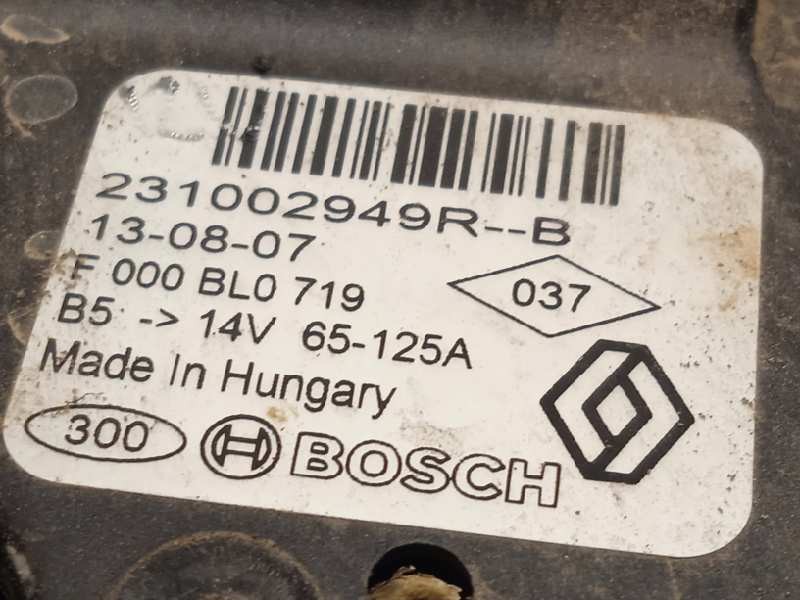 231002949R--B
13-08-07
F 000 BL0 719
037
B5 -> 14V 65-125A
Made In Hungary
300 BOSCH